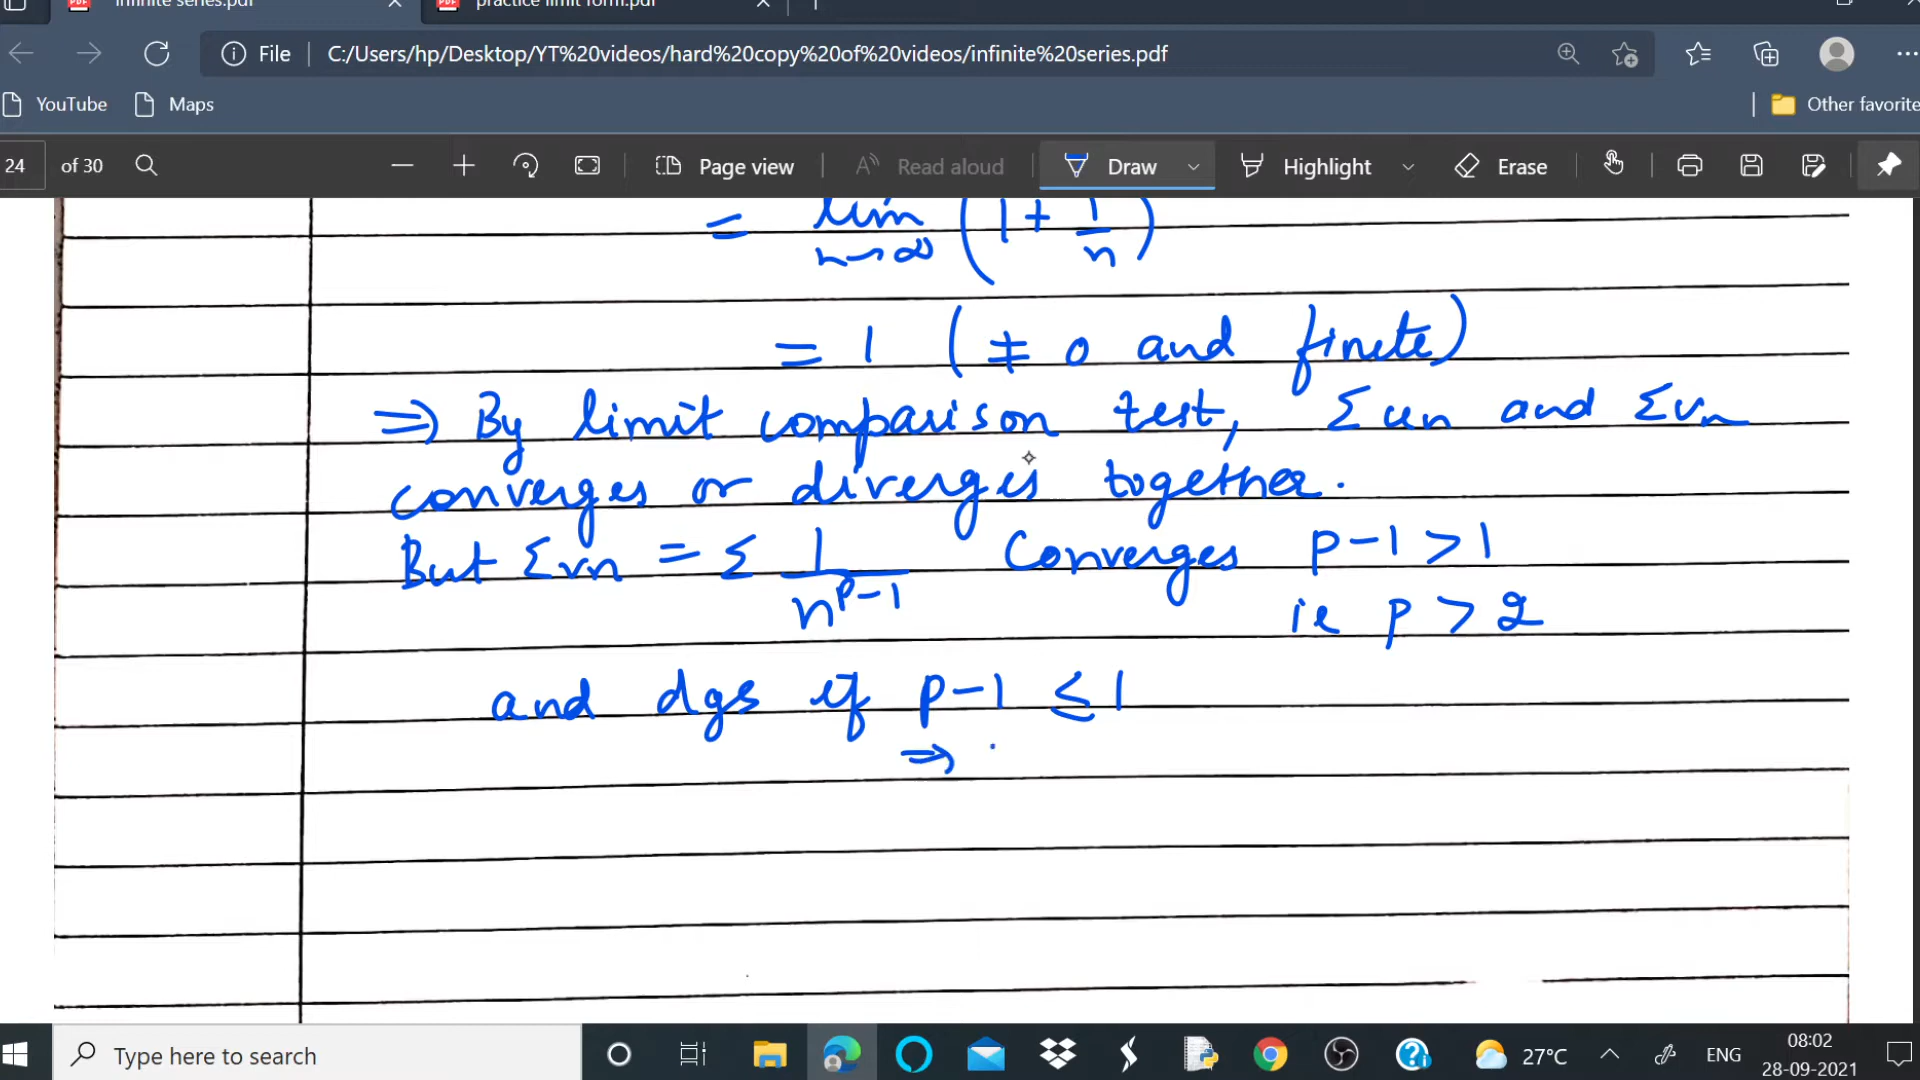 infinite series.pdf
practice limit form.pdf
File
C:/Users/hp/Desktop/YT%20videos/hard%20copy%20of%20videos/infinite%20series.pdf
YouTube
Maps
Other favorite
24 of 30
Page view
Read aloud
Draw
Highlight
Erase
= lim n→∞ (1 + 1/n)
= 1 (≠ 0 and finite)
⇒ By limit comparison test, Σun and Σvn
converges or diverges together.
But Σvn = Σ 1/n^(p-1) Converges p-1>1
ie p > 2
and dgs if p-1 ≤ 1
⇒
Type here to search
27°C
ENG
08:02
28-09-2021